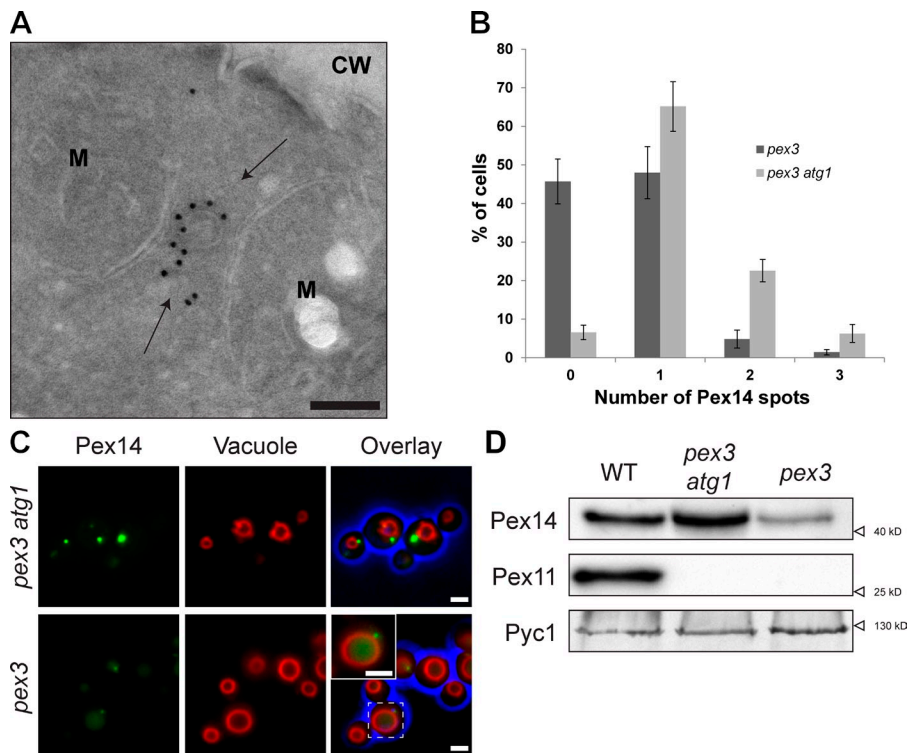 A
CW
M
M
B
80
70
60
50
40
30
20
10
0
% of cells
pex3
pex3 atg1
0 1 2 3
Number of Pex14 spots
C
Pex14 Vacuole Overlay
pex3 atg1
pex3
D
WT pex3 atg1 pex3
Pex14
40 kD
Pex11
25 kD
Pyc1
130 kD